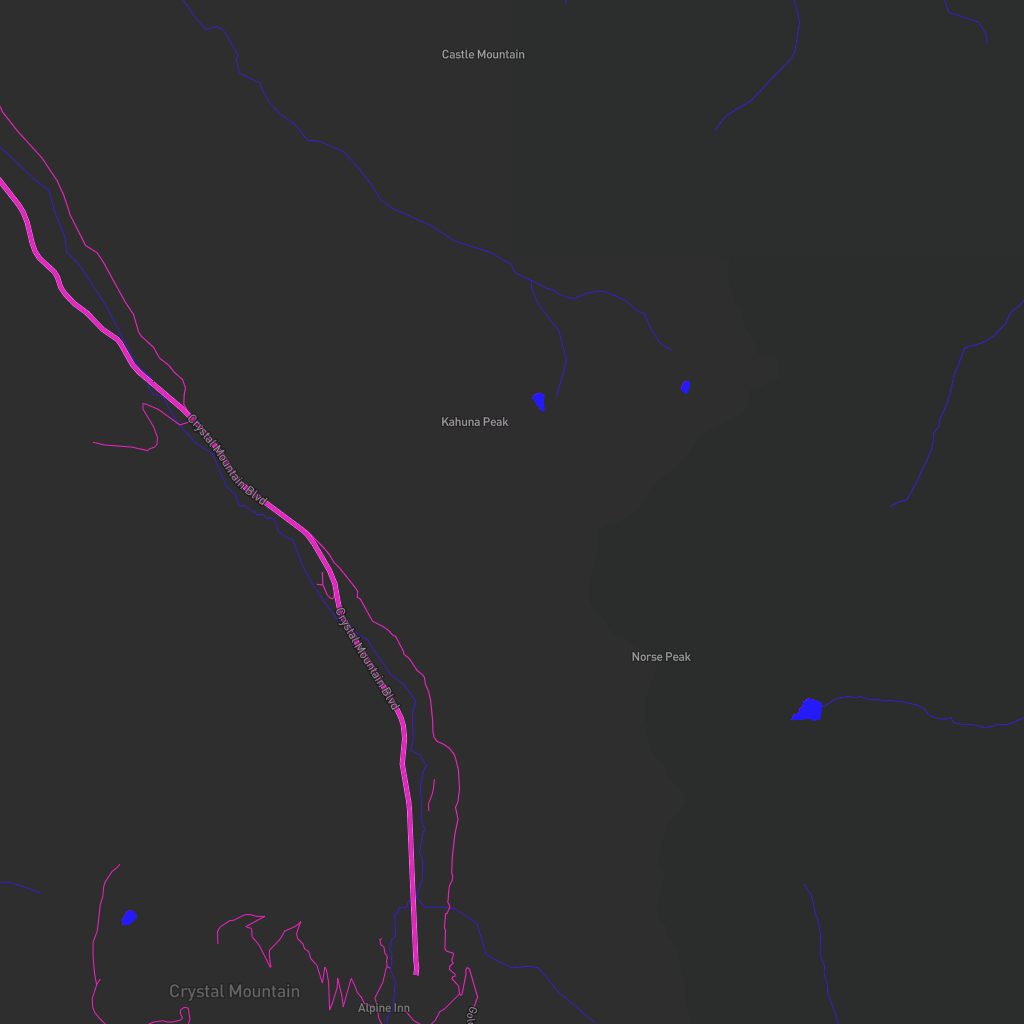 Castle Mountain
Kahuna Peak
Crystal Mountain Blvd
Crystal Mountain Blvd
Norse Peak
Crystal Mountain
Alpine Inn